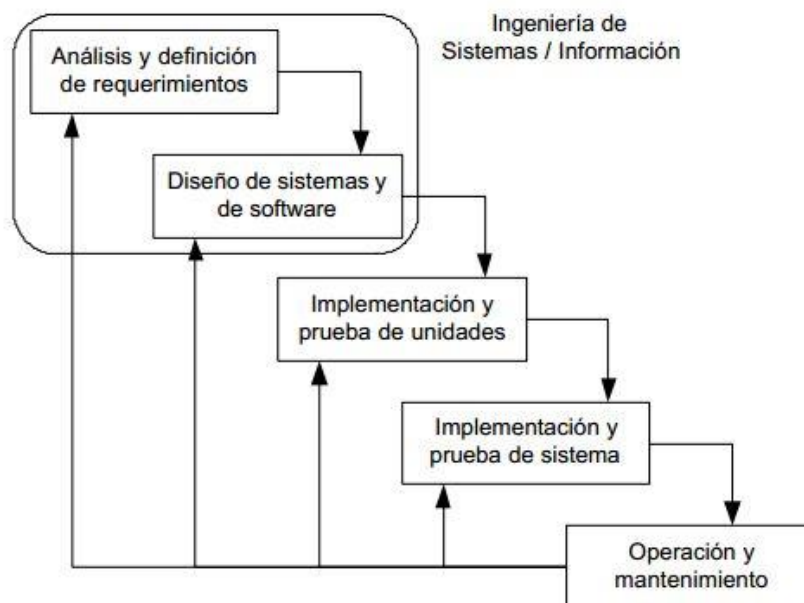 Ingeniería de
Sistemas / Información
Análisis y definición
de requerimientos
Diseño de sistemas y
de software
Implementación y
prueba de unidades
Implementación y
prueba de sistema
Operación y
mantenimiento